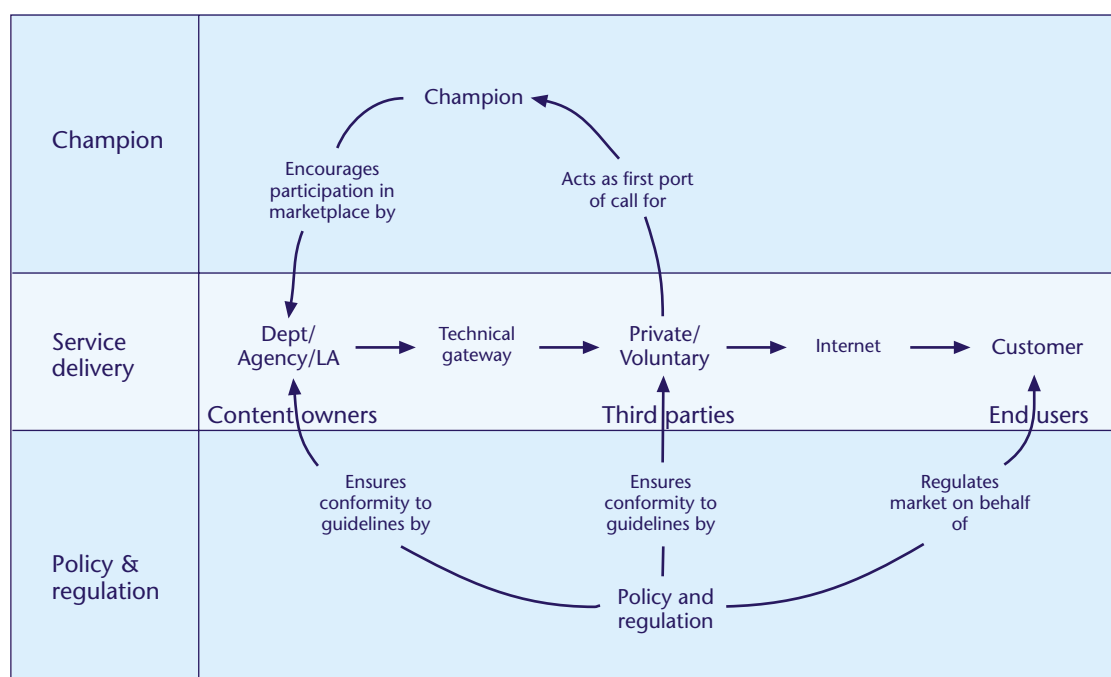 Champion
Champion
Encourages
participation in
marketplace by
Acts as first port
of call for
Service
delivery
Dept/
Agency/LA
Technical
gateway
Private/
Voluntary
Internet
Customer
Content owners
Third parties
End users
Policy &
regulation
Ensures
conformity to
guidelines by
Ensures
conformity to
guidelines by
Regulates
market on behalf
of
Policy and
regulation